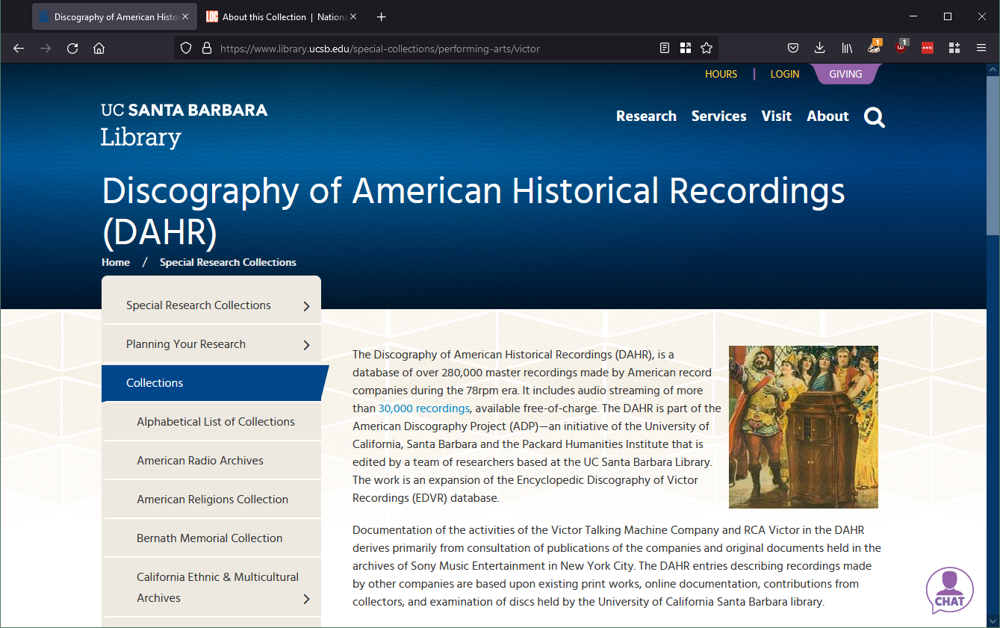 Discography of American Histo
About this Collection | Nationa
https://www.library.ucsb.edu/special-collections/performing-arts/victor
1
1
HOURS | LOGIN GIVING
UC SANTA BARBARA
Library
Research Services Visit About
Discography of American Historical Recordings
(DAHR)
Home / Special Research Collections
Special Research Collections
Planning Your Research
Collections
Alphabetical List of Collections
American Radio Archives
American Religions Collection
Bernath Memorial Collection
California Ethnic & Multicultural
Archives
The Discography of American Historical Recordings (DAHR), is a
database of over 280,000 master recordings made by American record
companies during the 78rpm era. It includes audio streaming of more
than 30,000 recordings, available free-of-charge. The DAHR is part of the
American Discography Project (ADP)—an initiative of the University of
California, Santa Barbara and the Packard Humanities Institute that is
edited by a team of researchers based at the UC Santa Barbara Library.
The work is an expansion of the Encyclopedic Discography of Victor
Recordings (EDVR) database.
Documentation of the activities of the Victor Talking Machine Company and RCA Victor in the DAHR
derives primarily from consultation of publications of the companies and original documents held in the
archives of Sony Music Entertainment in New York City. The DAHR entries describing recordings made
by other companies are based upon existing print works, online documentation, contributions from
collectors, and examination of discs held by the University of California Santa Barbara library.
CHAT